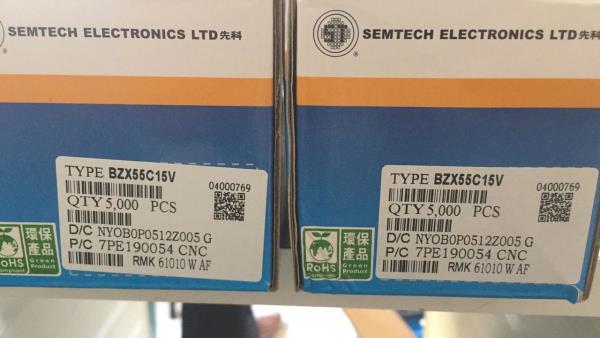 SEMTECH ELECTRONICS LTD 先科
TYPE BZX55C15V
04000769
QTY 5,000 PCS
D/C NYOB0P0512Z005 G
P/C 7PE190054 CNC
RMK 61010 W AF
環保
產品
RoHS
Compliant
Green
Product
ST
SEMTECH ELECTRONICS LTD 先科
TYPE BZX55C15V
04000769
QTY 5,000 PCS
D/C NYOB0P0512Z005 G
P/C 7PE190054 CNC
RMK 61010 W AF
環保
產品
RoHS
Green
Product